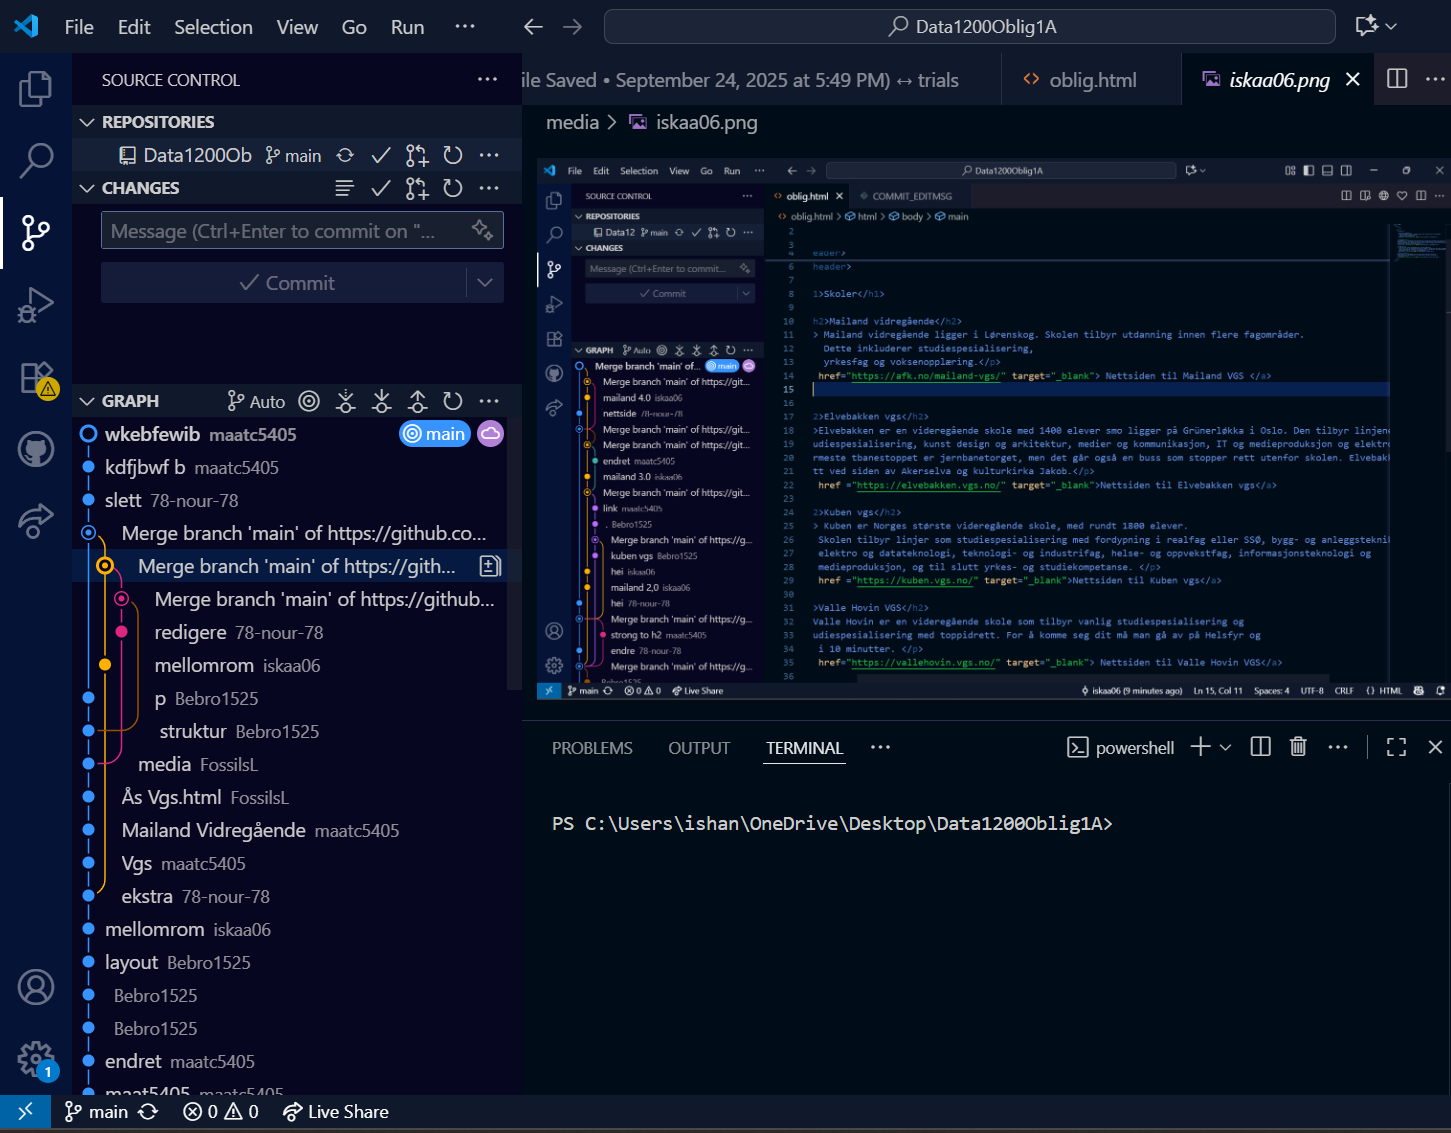 File Edit Selection View Go Run ··· Data1200Oblig1A
SOURCE CONTROL
REPOSITORIES
Data1200Ob main
CHANGES
Message (Ctrl+Enter to commit on "...
Commit
GRAPH Auto
wkebfewib maatc5405 main
kdfjbwf b maatc5405
slett 78-nour-78
Merge branch 'main' of https://github.co...
Merge branch 'main' of https://gith...
Merge branch 'main' of https://github...
redigere 78-nour-78
mellomrom iskaa06
p Bebro1525
struktur Bebro1525
media FossilsL
Ås Vgs.html FossilsL
Mailand Vidregående maatc5405
Vgs maatc5405
ekstra 78-nour-78
mellomrom iskaa06
layout Bebro1525
Bebro1525
Bebro1525
endret maatc5405
maat5405 maatc5405
ile Saved • September 24, 2025 at 5:49 PM) ↔ trials
oblig.html
iskaa06.png
media > iskaa06.png
File Edit Selection View Go Run ··· Data1200Oblig1A
SOURCE CONTROL
REPOSITORIES
Data12 main
CHANGES
Message (Ctrl+Enter to commit...
Commit
GRAPH Auto
Merge branch 'main' of... main
Merge branch 'main' of https://git...
mailand 4.0 iskaa06
nettside 78-nour-78
Merge branch 'main' of https://git...
Merge branch 'main' of https://git...
endret maatc5405
mailand 3.0 iskaa06
Merge branch 'main' of https://git...
link maatc5405
. Bebro1525
Merge branch 'main' of https://g...
kuben vgs Bebro1525
hei iskaa06
mailand 2,0 iskaa06
hei 78-nour-78
Merge branch 'main' of https://g...
strong to h2 maatc5405
endre 78-nour-78
Merge branch 'main' of https://g...
oblig.html COMMIT_EDITMSG
oblig.html > html > body > main
2
3
4
6 header>
7
8 1>Skoler</h1>
9
10 h2>Mailand vidregående</h2>
11 > Mailand vidregående ligger i Lørenskog. Skolen tilbyr utdanning innen flere fagområder.
12 Dette inkluderer studiespesialisering,
13 yrkesfag og voksenopplæring.</p>
14 href="https://afk.no/mailand-vgs/" target="_blank"> Nettsiden til Mailand VGS </a>
15
16
17 2>Elvebakken vgs</h2>
18 >Elvebakken er en videregående skole med 1400 elever smo ligger på Grünerløkka i Oslo. Den tilbyr linjene
19 udiespesialisering, kunst design og arkitektur, medier og kommunikasjon, IT og medieproduksjon og elektro
20 rmeste tbanestoppet er jernbanetorget, men det går også en buss som stopper rett utenfor skolen. Elvebakk
21 tt ved siden av Akerselva og kulturkirka Jakob.</p>
22 href ="https://elvebakken.vgs.no/" target="_blank">Nettsiden til Elvebakken vgs</a>
23
24 2>Kuben vgs</h2>
25 > Kuben er Norges største videregående skole, med rundt 1800 elever.
26 Skolen tilbyr linjer som studiespesialisering med fordypning i realfag eller SSØ, bygg- og anleggstekni
27 elektro og datateknologi, teknologi- og industrifag, helse- og oppvekstfag, informasjonsteknologi og
28 medieproduksjon, og til slutt yrkes- og studiekompetanse. </p>
29 href ="https://kuben.vgs.no/" target="_blank">Nettsiden til Kuben vgs</a>
30
31 >Valle Hovin VGS</h2>
32 Valle Hovin er en videregående skole som tilbyr vanlig studiespesialisering og
33 udiespesialisering med toppidrett. For å komme seg dit må man gå av på Helsfyr og
34 i 10 minutter. </p>
35 href="https://vallehovin.vgs.no/" target="_blank"> Nettsiden til Valle Hovin VGS</a>
36
main 0 0 Live Share iskaa06 (9 minutes ago) Ln 15, Col 11 Spaces: 4 UTF-8 CRLF {} HTML
PROBLEMS OUTPUT TERMINAL ··· powershell
PS C:\Users\ishan\OneDrive\Desktop\Data1200Oblig1A>
1
main 0 0 Live Share